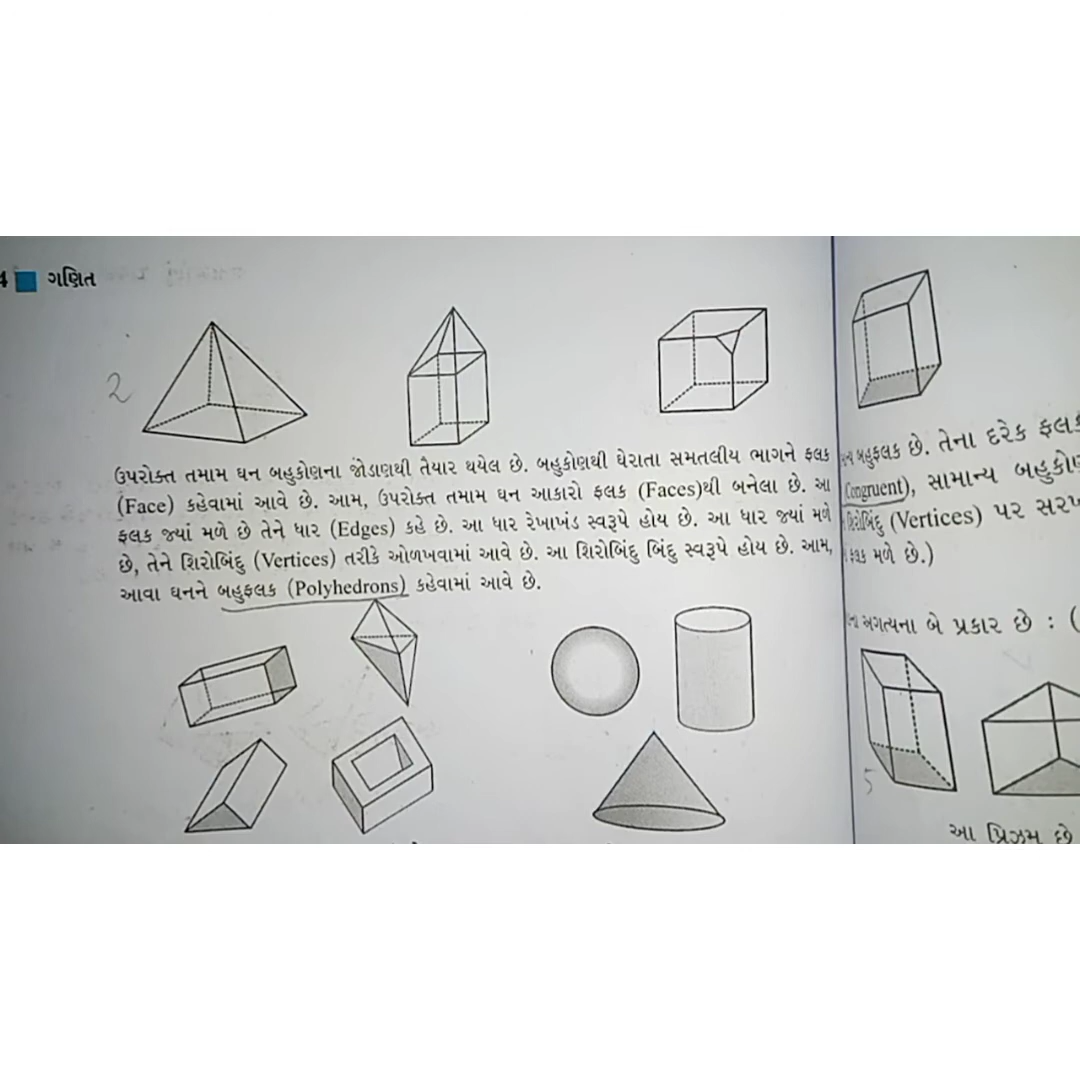 4 ગણિત
2
ઉપરોક્ત તમામ ઘન બહુકોણના જોડાણથી તૈયાર થયેલ છે. બહુકોણથી ઘેરાતા સમતલીય ભાગને ફલક
(Face) કહેવામાં આવે છે. આમ, ઉપરોક્ત તમામ ઘન આકારો ફલક (Faces)થી બનેલા છે. આ
ફલક જ્યાં મળે છે તેને ધાર (Edges) કહે છે. આ ધાર રેખાખંડ સ્વરૂપે હોય છે. આ ધાર જ્યાં મળે
છે, તેને શિરોબિંદુ (Vertices) તરીકે ઓળખવામાં આવે છે. આ શિરોબિંદુ બિંદુ સ્વરૂપે હોય છે. આમ,
આવા ઘનને બહુફલક (Polyhedrons) કહેવામાં આવે છે.
બહુફલક છે. તેના દરેક ફલક
Congruent), સામાન્ય બહુકો
(Vertices) પર સરખ
ફલક મળે છે.)
અગત્યના બે પ્રકાર છે : (
5
આ પ્રિઝમ છે